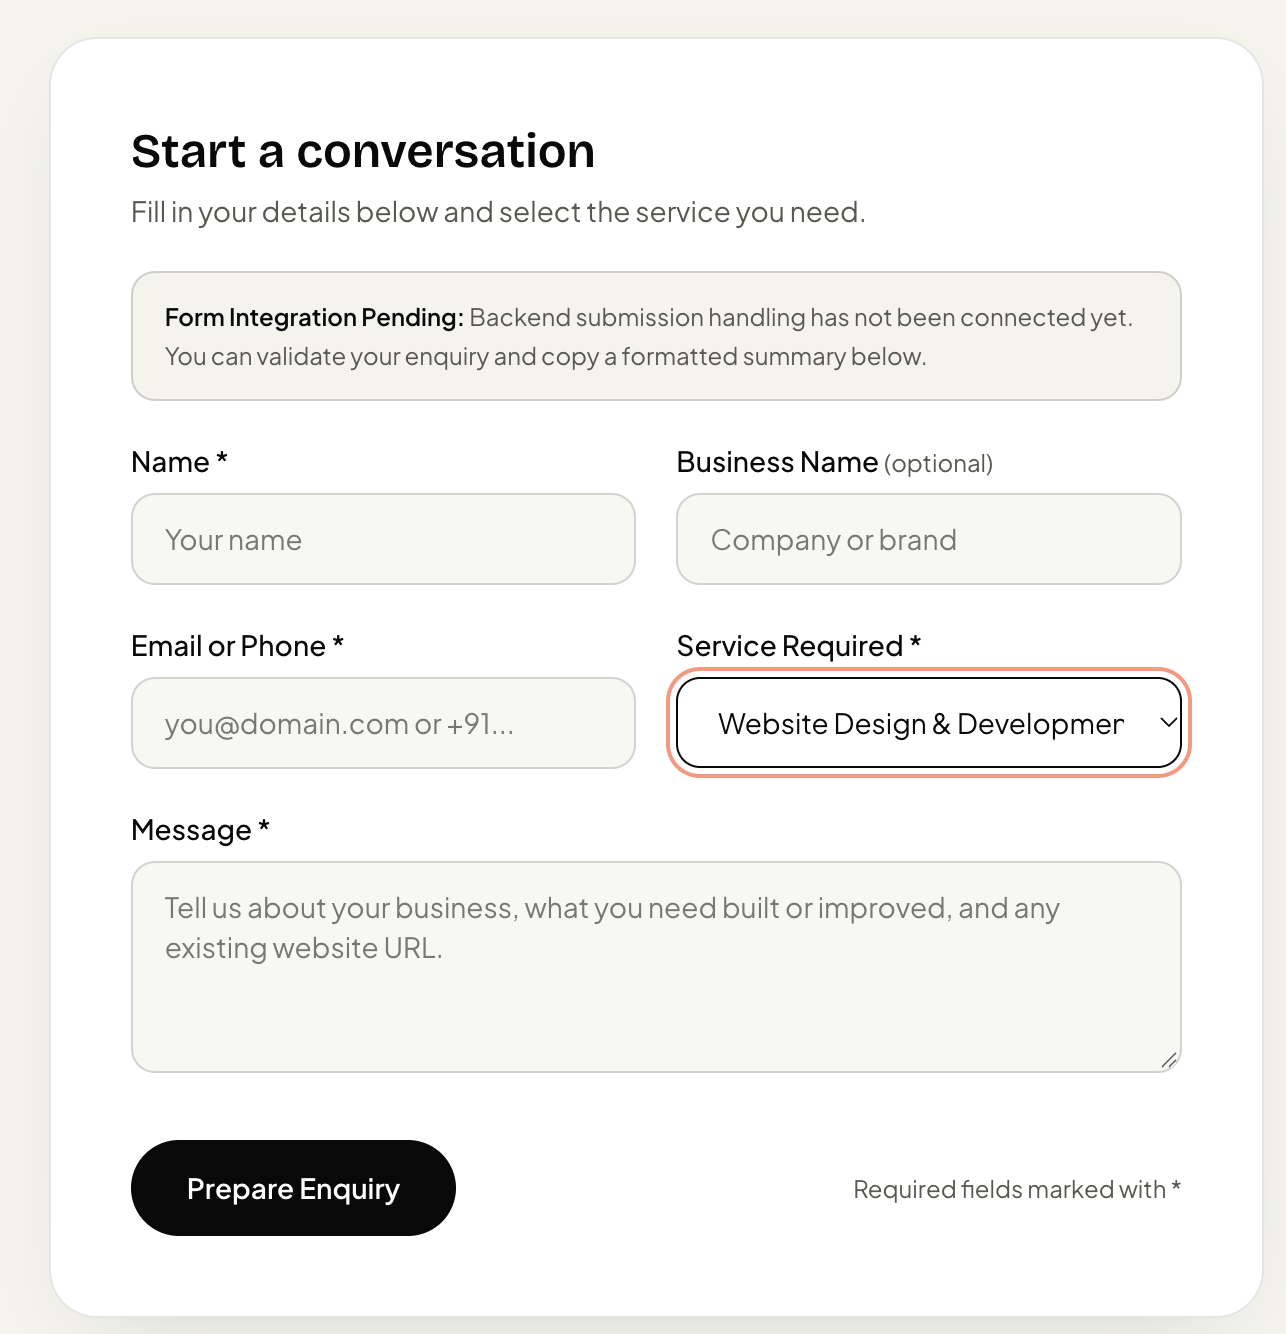 Start a conversation
Fill in your details below and select the service you need.
Form Integration Pending: Backend submission handling has not been connected yet.
You can validate your enquiry and copy a formatted summary below.
Name *
Business Name (optional)
Your name
Company or brand
Email or Phone *
Service Required *
you@domain.com or +91...
Website Design & Developmen
Message *
Tell us about your business, what you need built or improved, and any
existing website URL.
Prepare Enquiry
Required fields marked with *